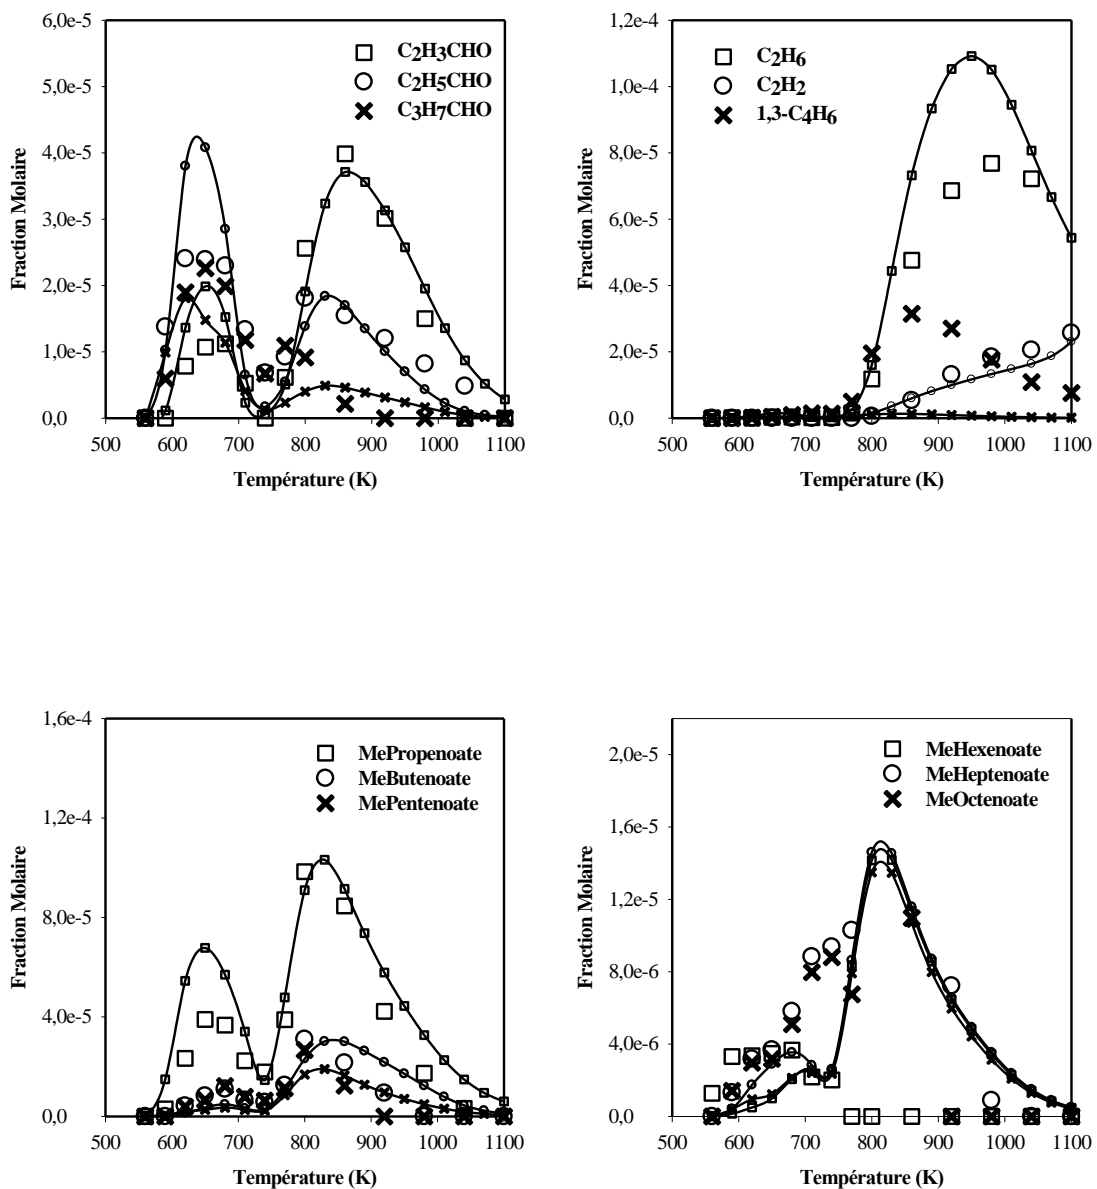 6,0e-5
5,0e-5
4,0e-5
3,0e-5
2,0e-5
1,0e-5
0,0
Fraction Molaire
C2H3CHO
C2H5CHO
C3H7CHO
500 600 700 800 900 1000 1100
Température (K)
1,2e-4
1,0e-4
8,0e-5
6,0e-5
4,0e-5
2,0e-5
0,0
Fraction Molaire
C2H6
C2H2
1,3-C4H6
500 600 700 800 900 1000 1100
Température (K)
1,6e-4
1,2e-4
8,0e-5
4,0e-5
0,0
Fraction Molaire
MePropenoate
MeButenoate
MePentenoate
500 600 700 800 900 1000 1100
Température (K)
2,0e-5
1,6e-5
1,2e-5
8,0e-6
4,0e-6
0,0
Fraction Molaire
MeHexenoate
MeHeptenoate
MeOctenoate
500 600 700 800 900 1000 1100
Température (K)